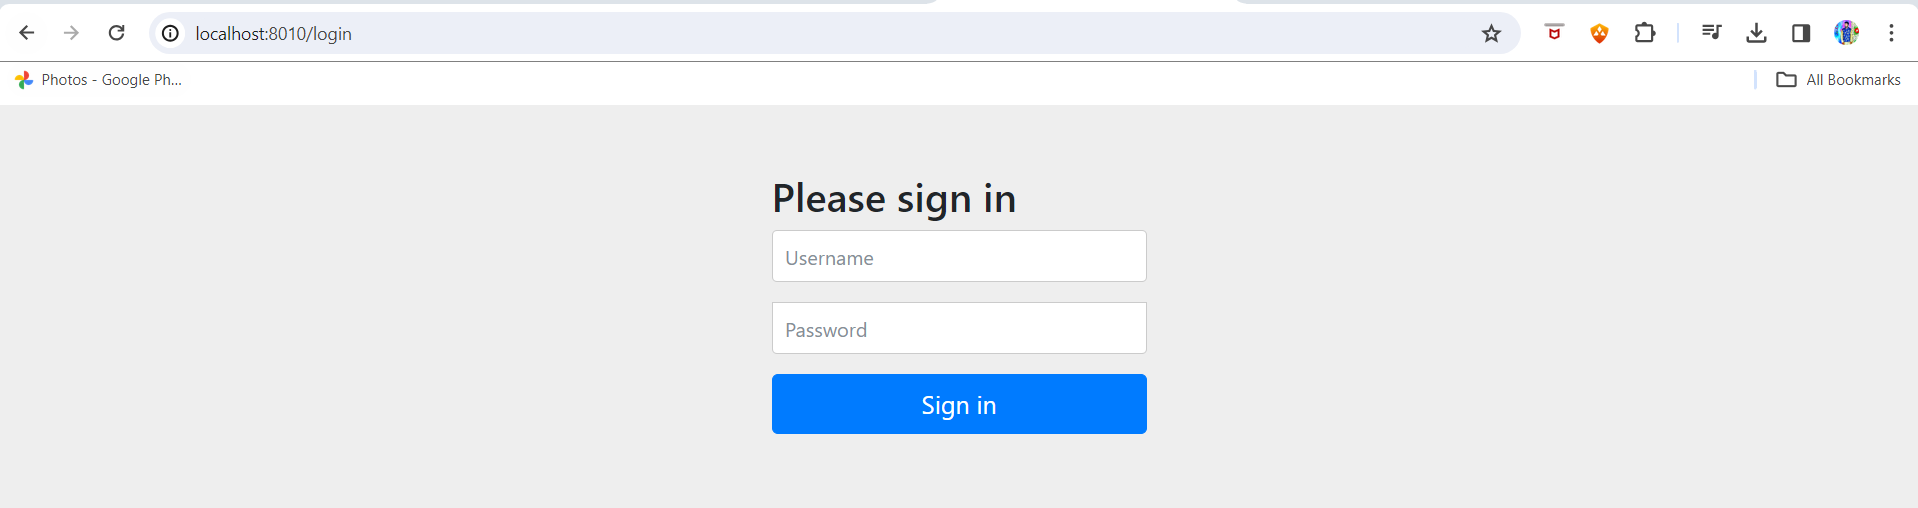 localhost:8010/login
Photos - Google Ph...
All Bookmarks
Please sign in
Username
Password
Sign in